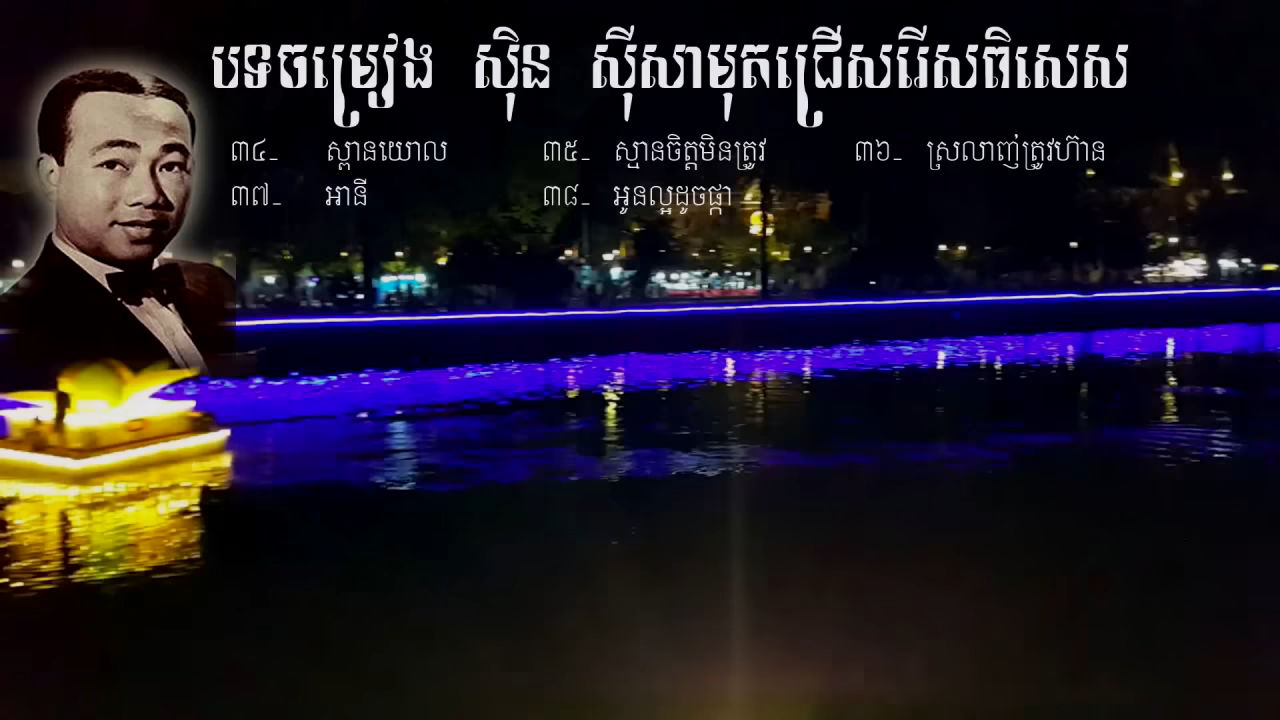 បទចម្រៀង ស៊ិន ស៊ីសាមុតជ្រើសរើសពិសេស
៣៤- ស្ពានយោល ៣៥- ស្មានចិត្តមិនត្រូវ ៣៦- ស្រលាញ់ត្រូវហ៊ាន
៣៧- អានី ៣៨- អូនល្អដូចផ្កា